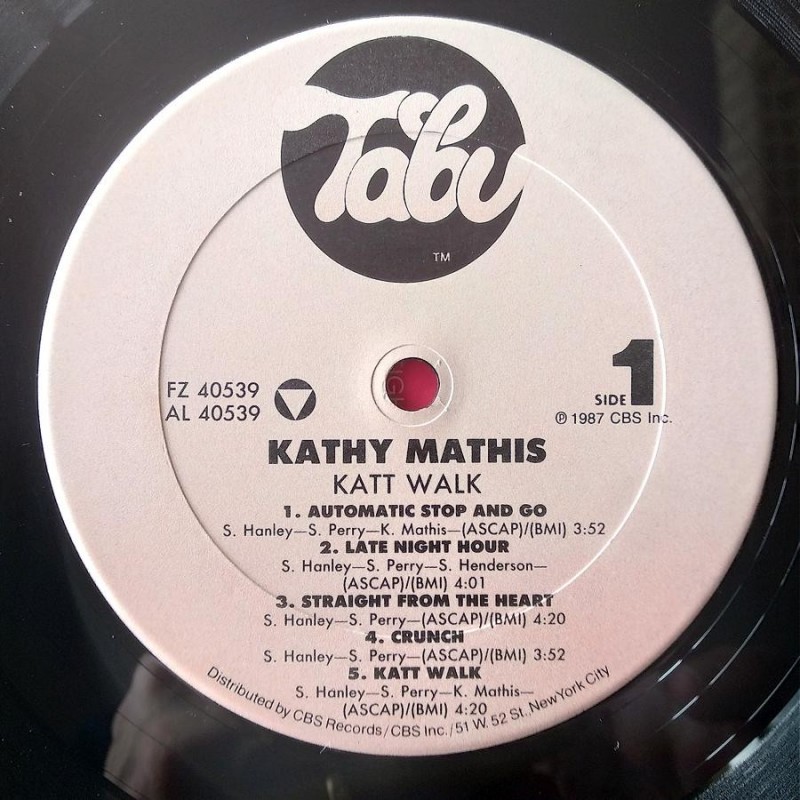 Tabu
TM
FZ 40539
AL 40539
SIDE 1
℗ 1987 CBS Inc.
KATHY MATHIS
KATT WALK
1. AUTOMATIC STOP AND GO
S. Hanley—S. Perry—K. Mathis—(ASCAP)/(BMI) 3:52
2. LATE NIGHT HOUR
S. Hanley—S. Perry—S. Henderson—
(ASCAP)/(BMI) 4:01
3. STRAIGHT FROM THE HEART
S. Hanley—S. Perry—(ASCAP)/(BMI) 4:20
4. CRUNCH
S. Hanley—S. Perry—(ASCAP)/(BMI) 3:52
5. KATT WALK
S. Hanley—S. Perry—K. Mathis—
(ASCAP)/(BMI) 4:20
Distributed by CBS Records/CBS Inc./51 W. 52 St. New York City